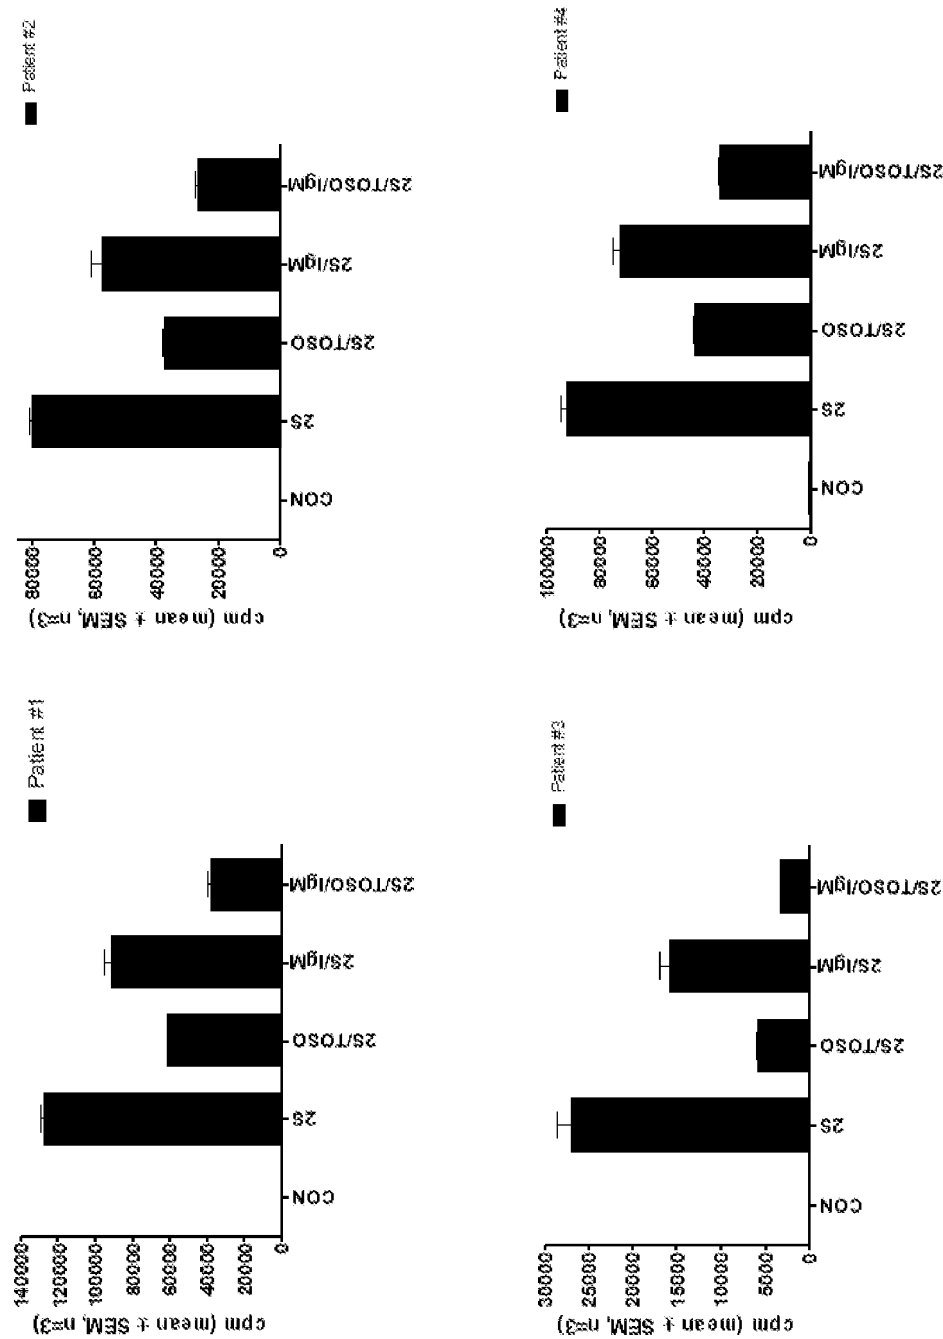 Patient #1
cpm (mean ± SEM, n=3)
140000
120000
100000
80000
60000
40000
20000
0
CON
2S
2S/TOSO
2S/IgM
2S/TOSO/IgM
Patient #2
cpm (mean ± SEM, n=3)
80000
60000
40000
20000
0
CON
2S
2S/TOSO
2S/IgM
2S/TOSO/IgM
Patient #3
cpm (mean ± SEM, n=3)
30000
25000
20000
15000
10000
5000
0
CON
2S
2S/TOSO
2S/IgM
2S/TOSO/IgM
Patient #4
cpm (mean ± SEM, n=3)
100000
80000
60000
40000
20000
0
CON
2S
2S/TOSO
2S/IgM
2S/TOSO/IgM